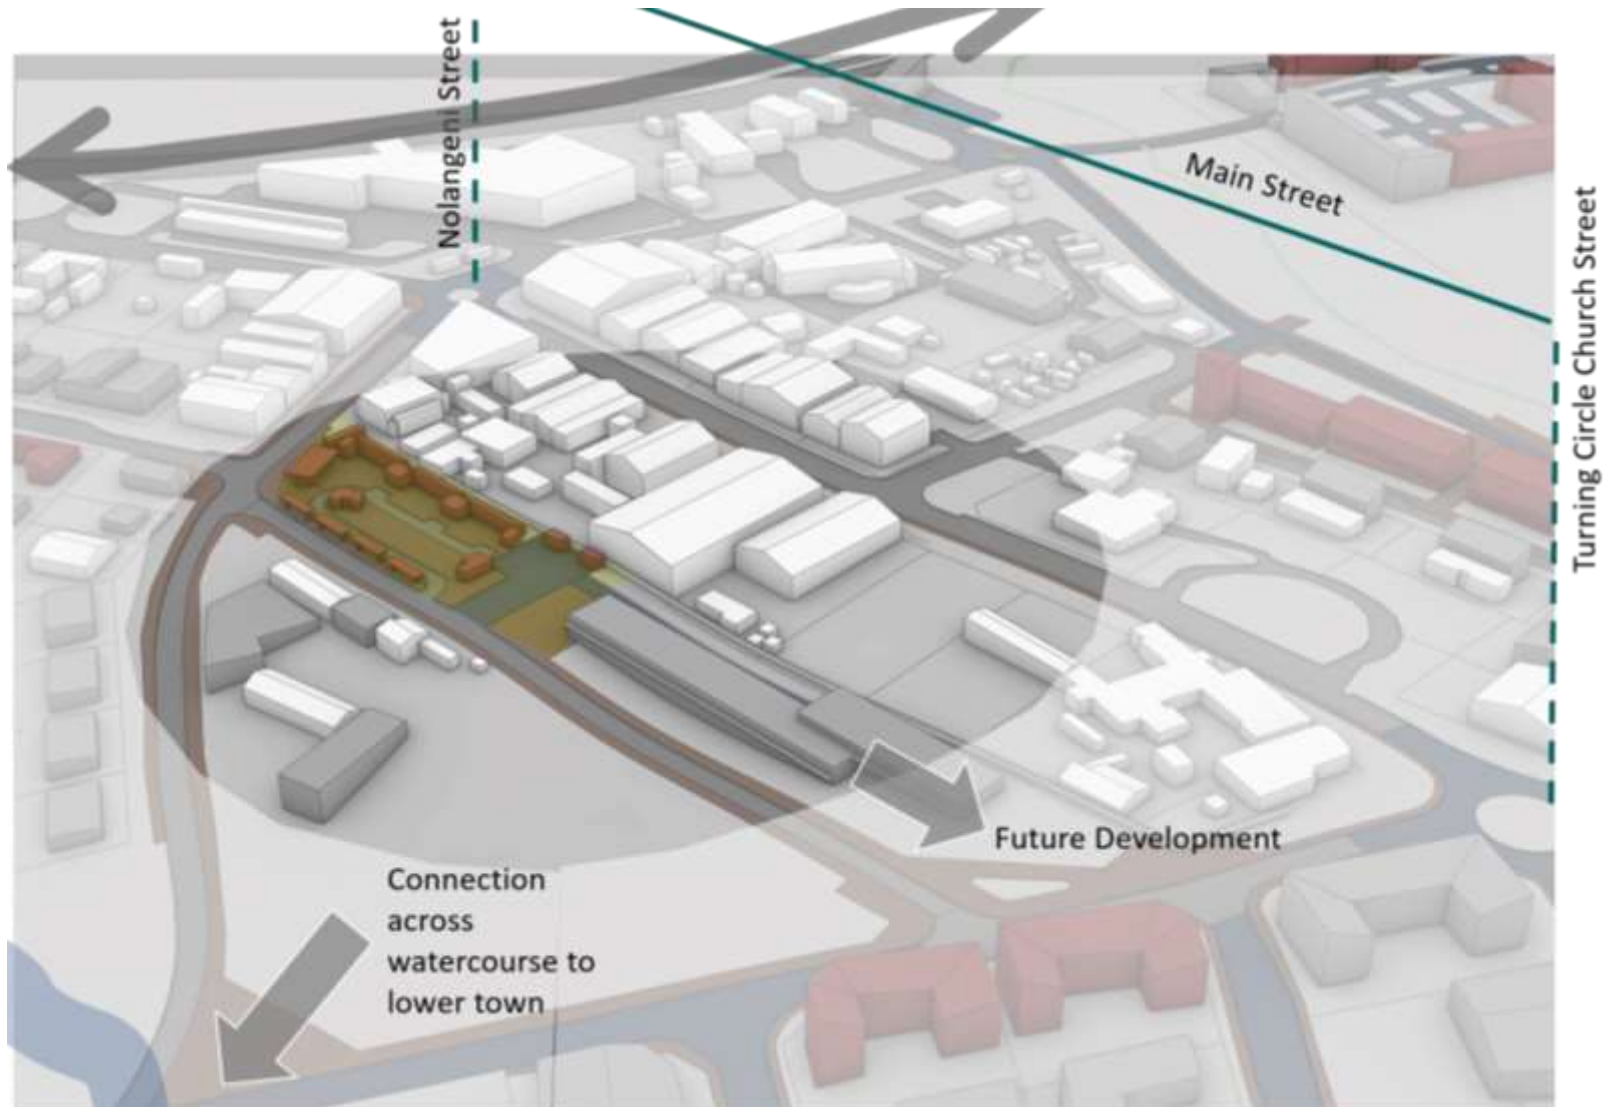 Nolangeni Street
Main Street
Turning Circle Church Street
Future Development
Connection
across
watercourse to
lower town